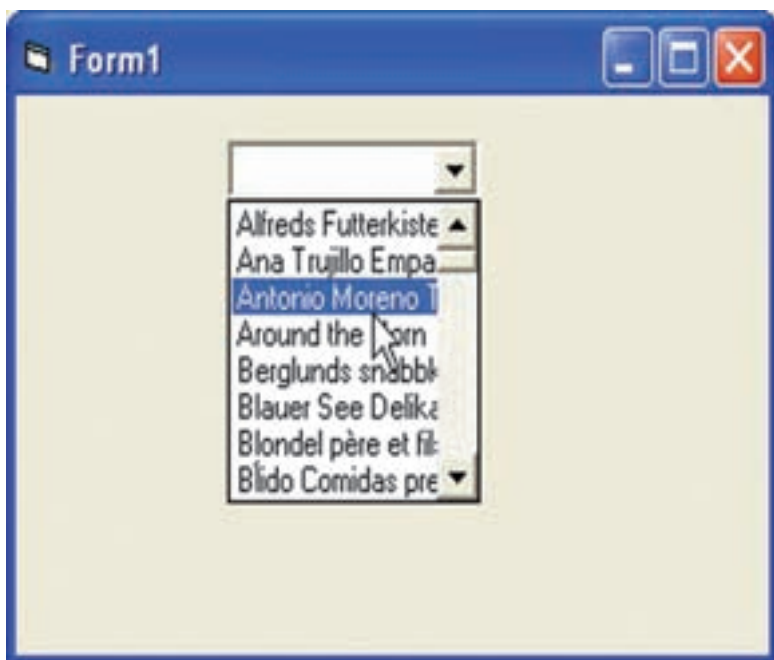 Form1
Alfreds Futterkiste
Ana Trujillo Empa
Antonio Moreno T
Around the Horn
Berglunds snabbk
Blauer See Delika
Blondel père et fil
Blido Comidas pre